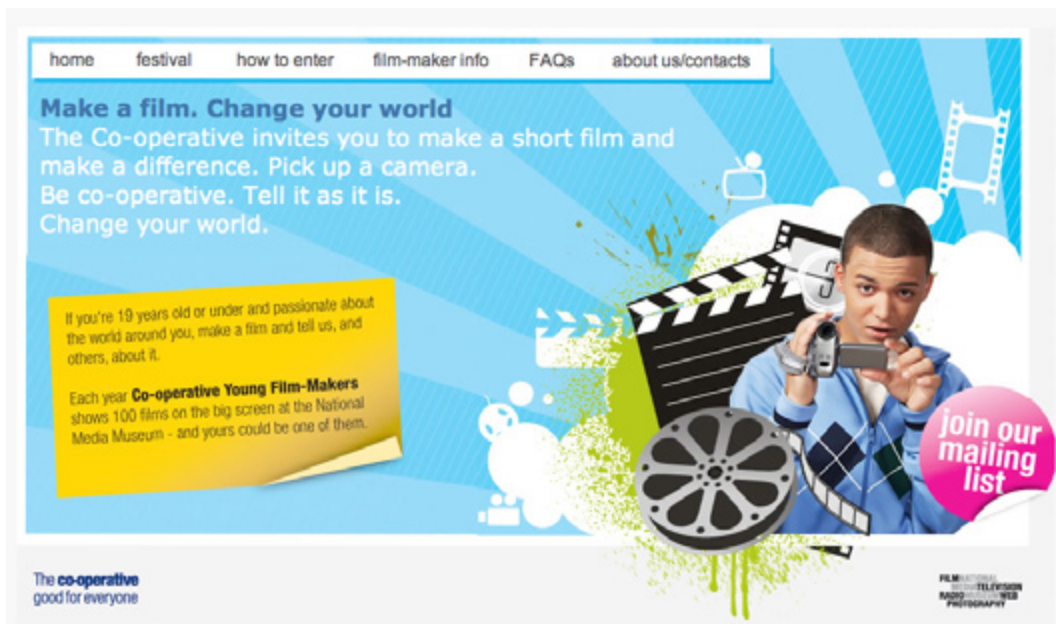 home festival how to enter film-maker info FAQs about us/contacts
Make a film. Change your world
The Co-operative invites you to make a short film and
make a difference. Pick up a camera.
Be co-operative. Tell it as it is.
Change your world.
If you're 19 years old or under and passionate about
the world around you, make a film and tell us, and
others, about it.
Each year Co-operative Young Film-Makers
shows 100 films on the big screen at the National
Media Museum - and yours could be one of them.
3
join our
mailing
list
The co-operative
good for everyone
FILM NATIONAL
MEDIA TELEVISION
RADIO MUSEUM WEB
PHOTOGRAPHY